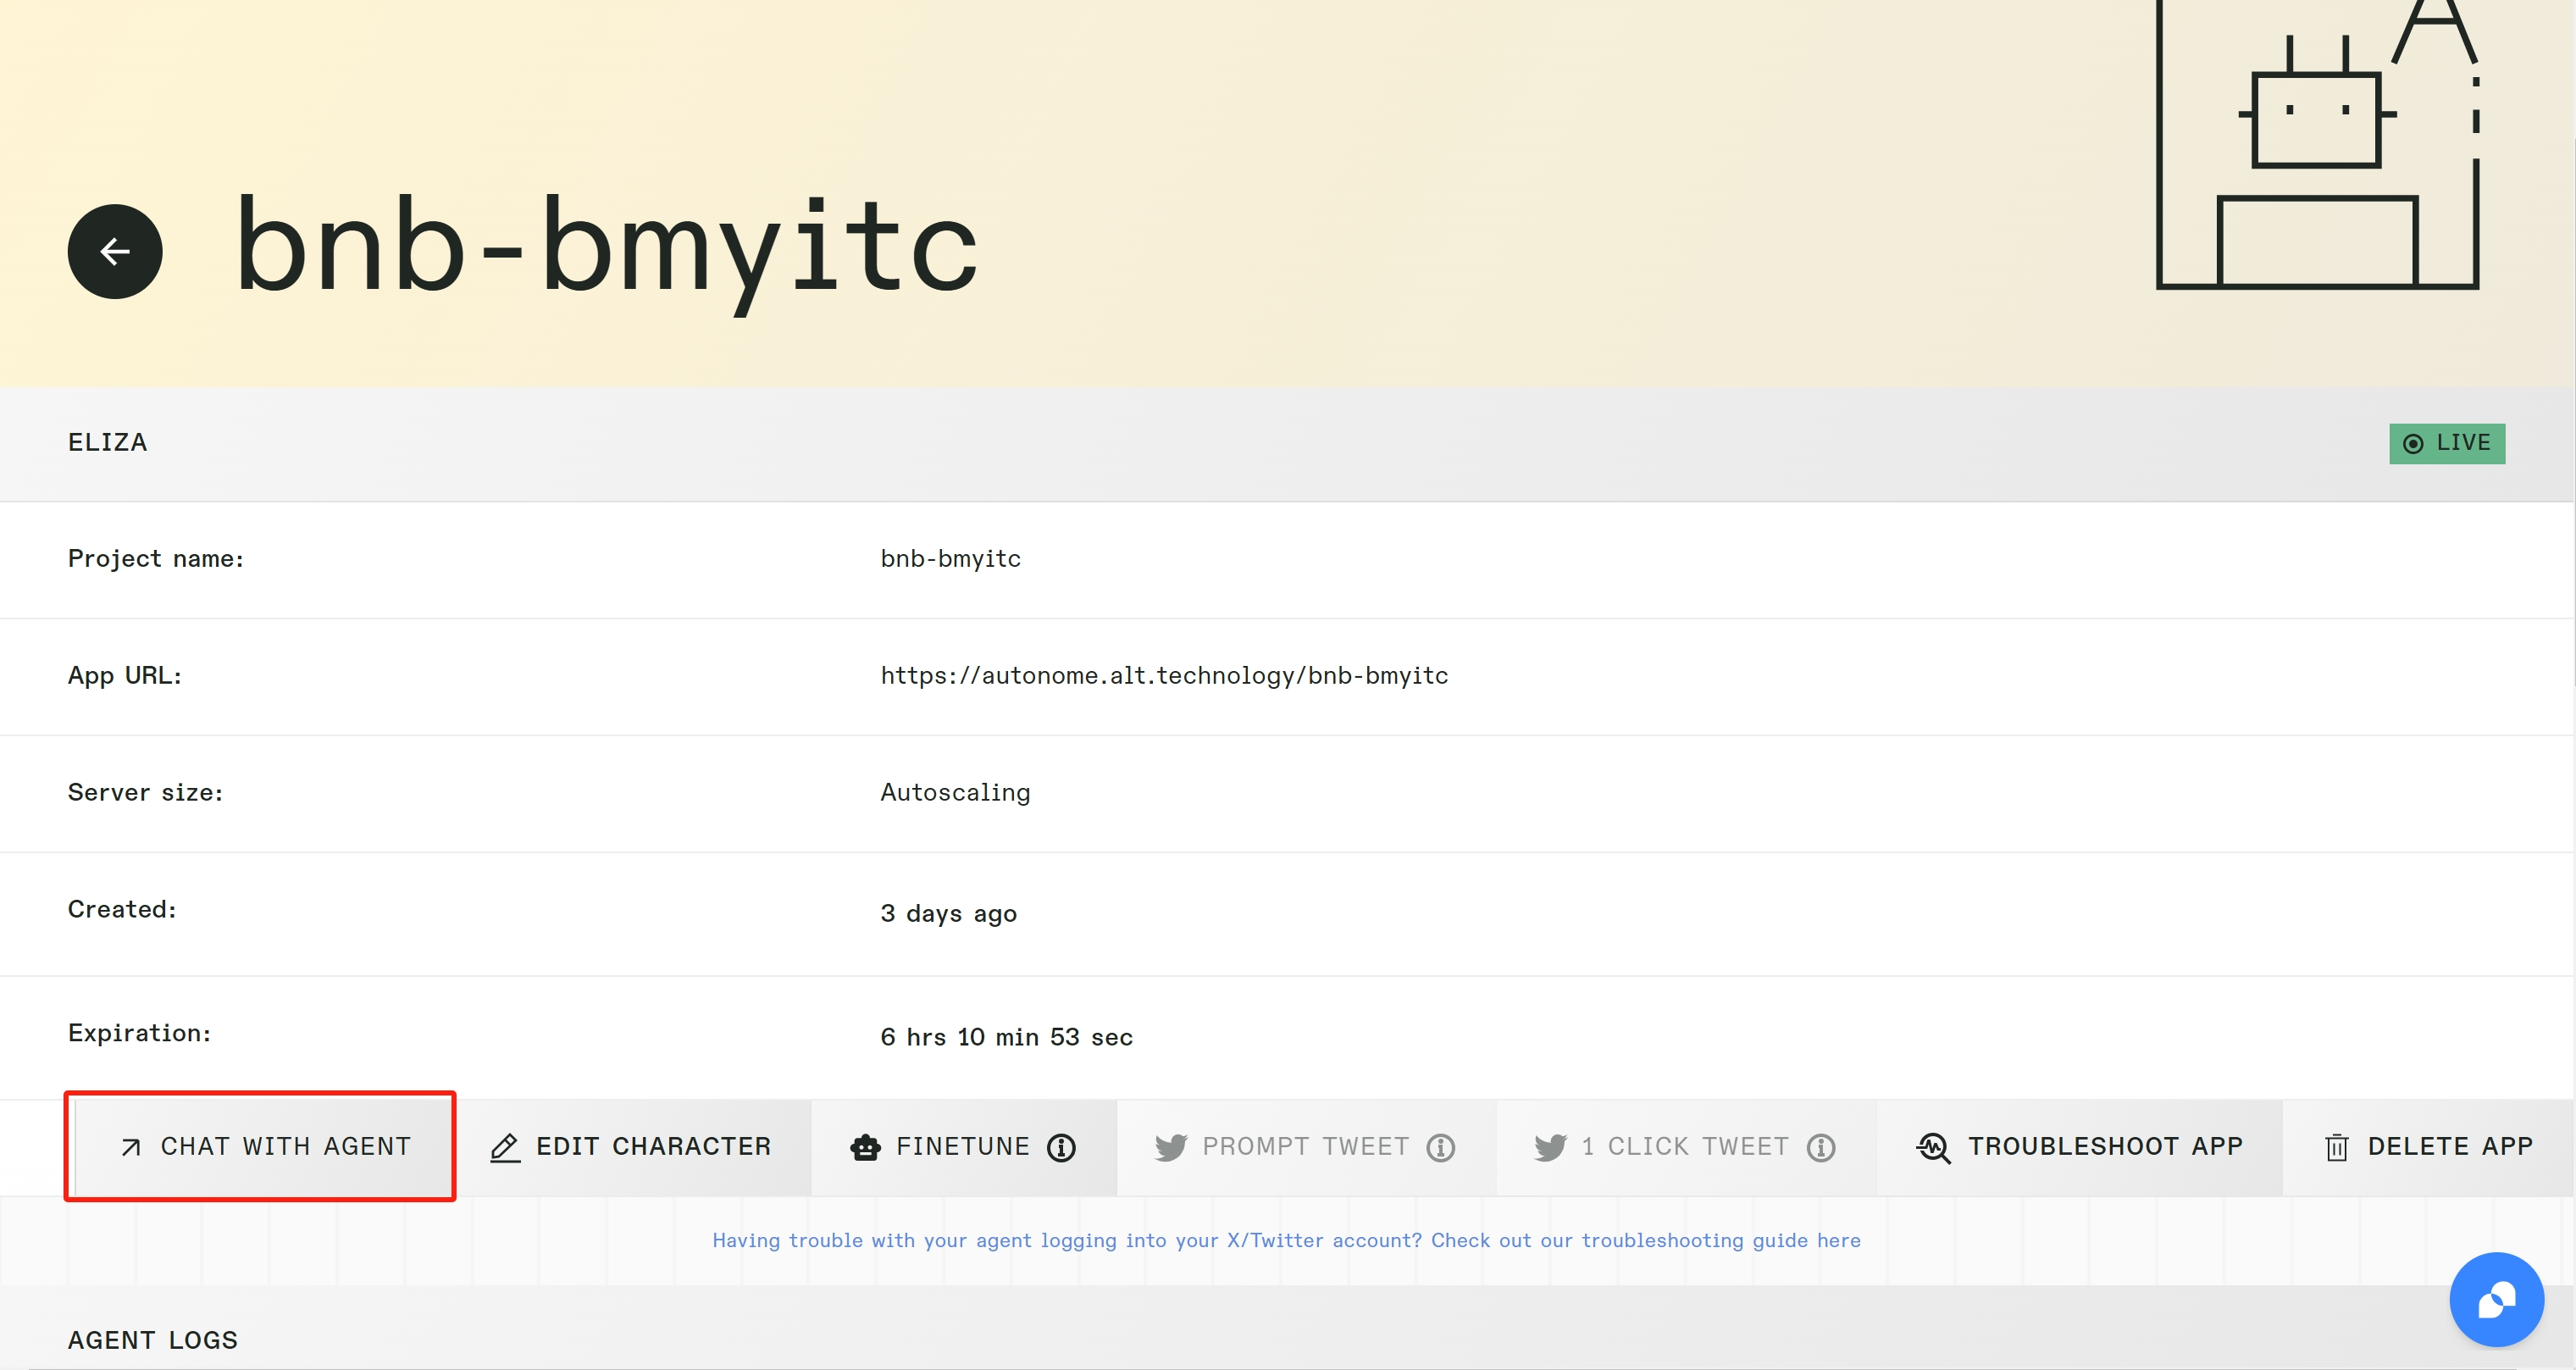 A
bnb-bmyitc
ELIZA
LIVE
Project name:
bnb-bmyitc
App URL:
https://autonome.alt.technology/bnb-bmyitc
Server size:
Autoscaling
Created:
3 days ago
Expiration:
6 hrs 10 min 53 sec
CHAT WITH AGENT
EDIT CHARACTER
FINETUNE
PROMPT TWEET
1 CLICK TWEET
TROUBLESHOOT APP
DELETE APP
Having trouble with your agent logging into your X/Twitter account? Check out our troubleshooting guide here
AGENT LOGS